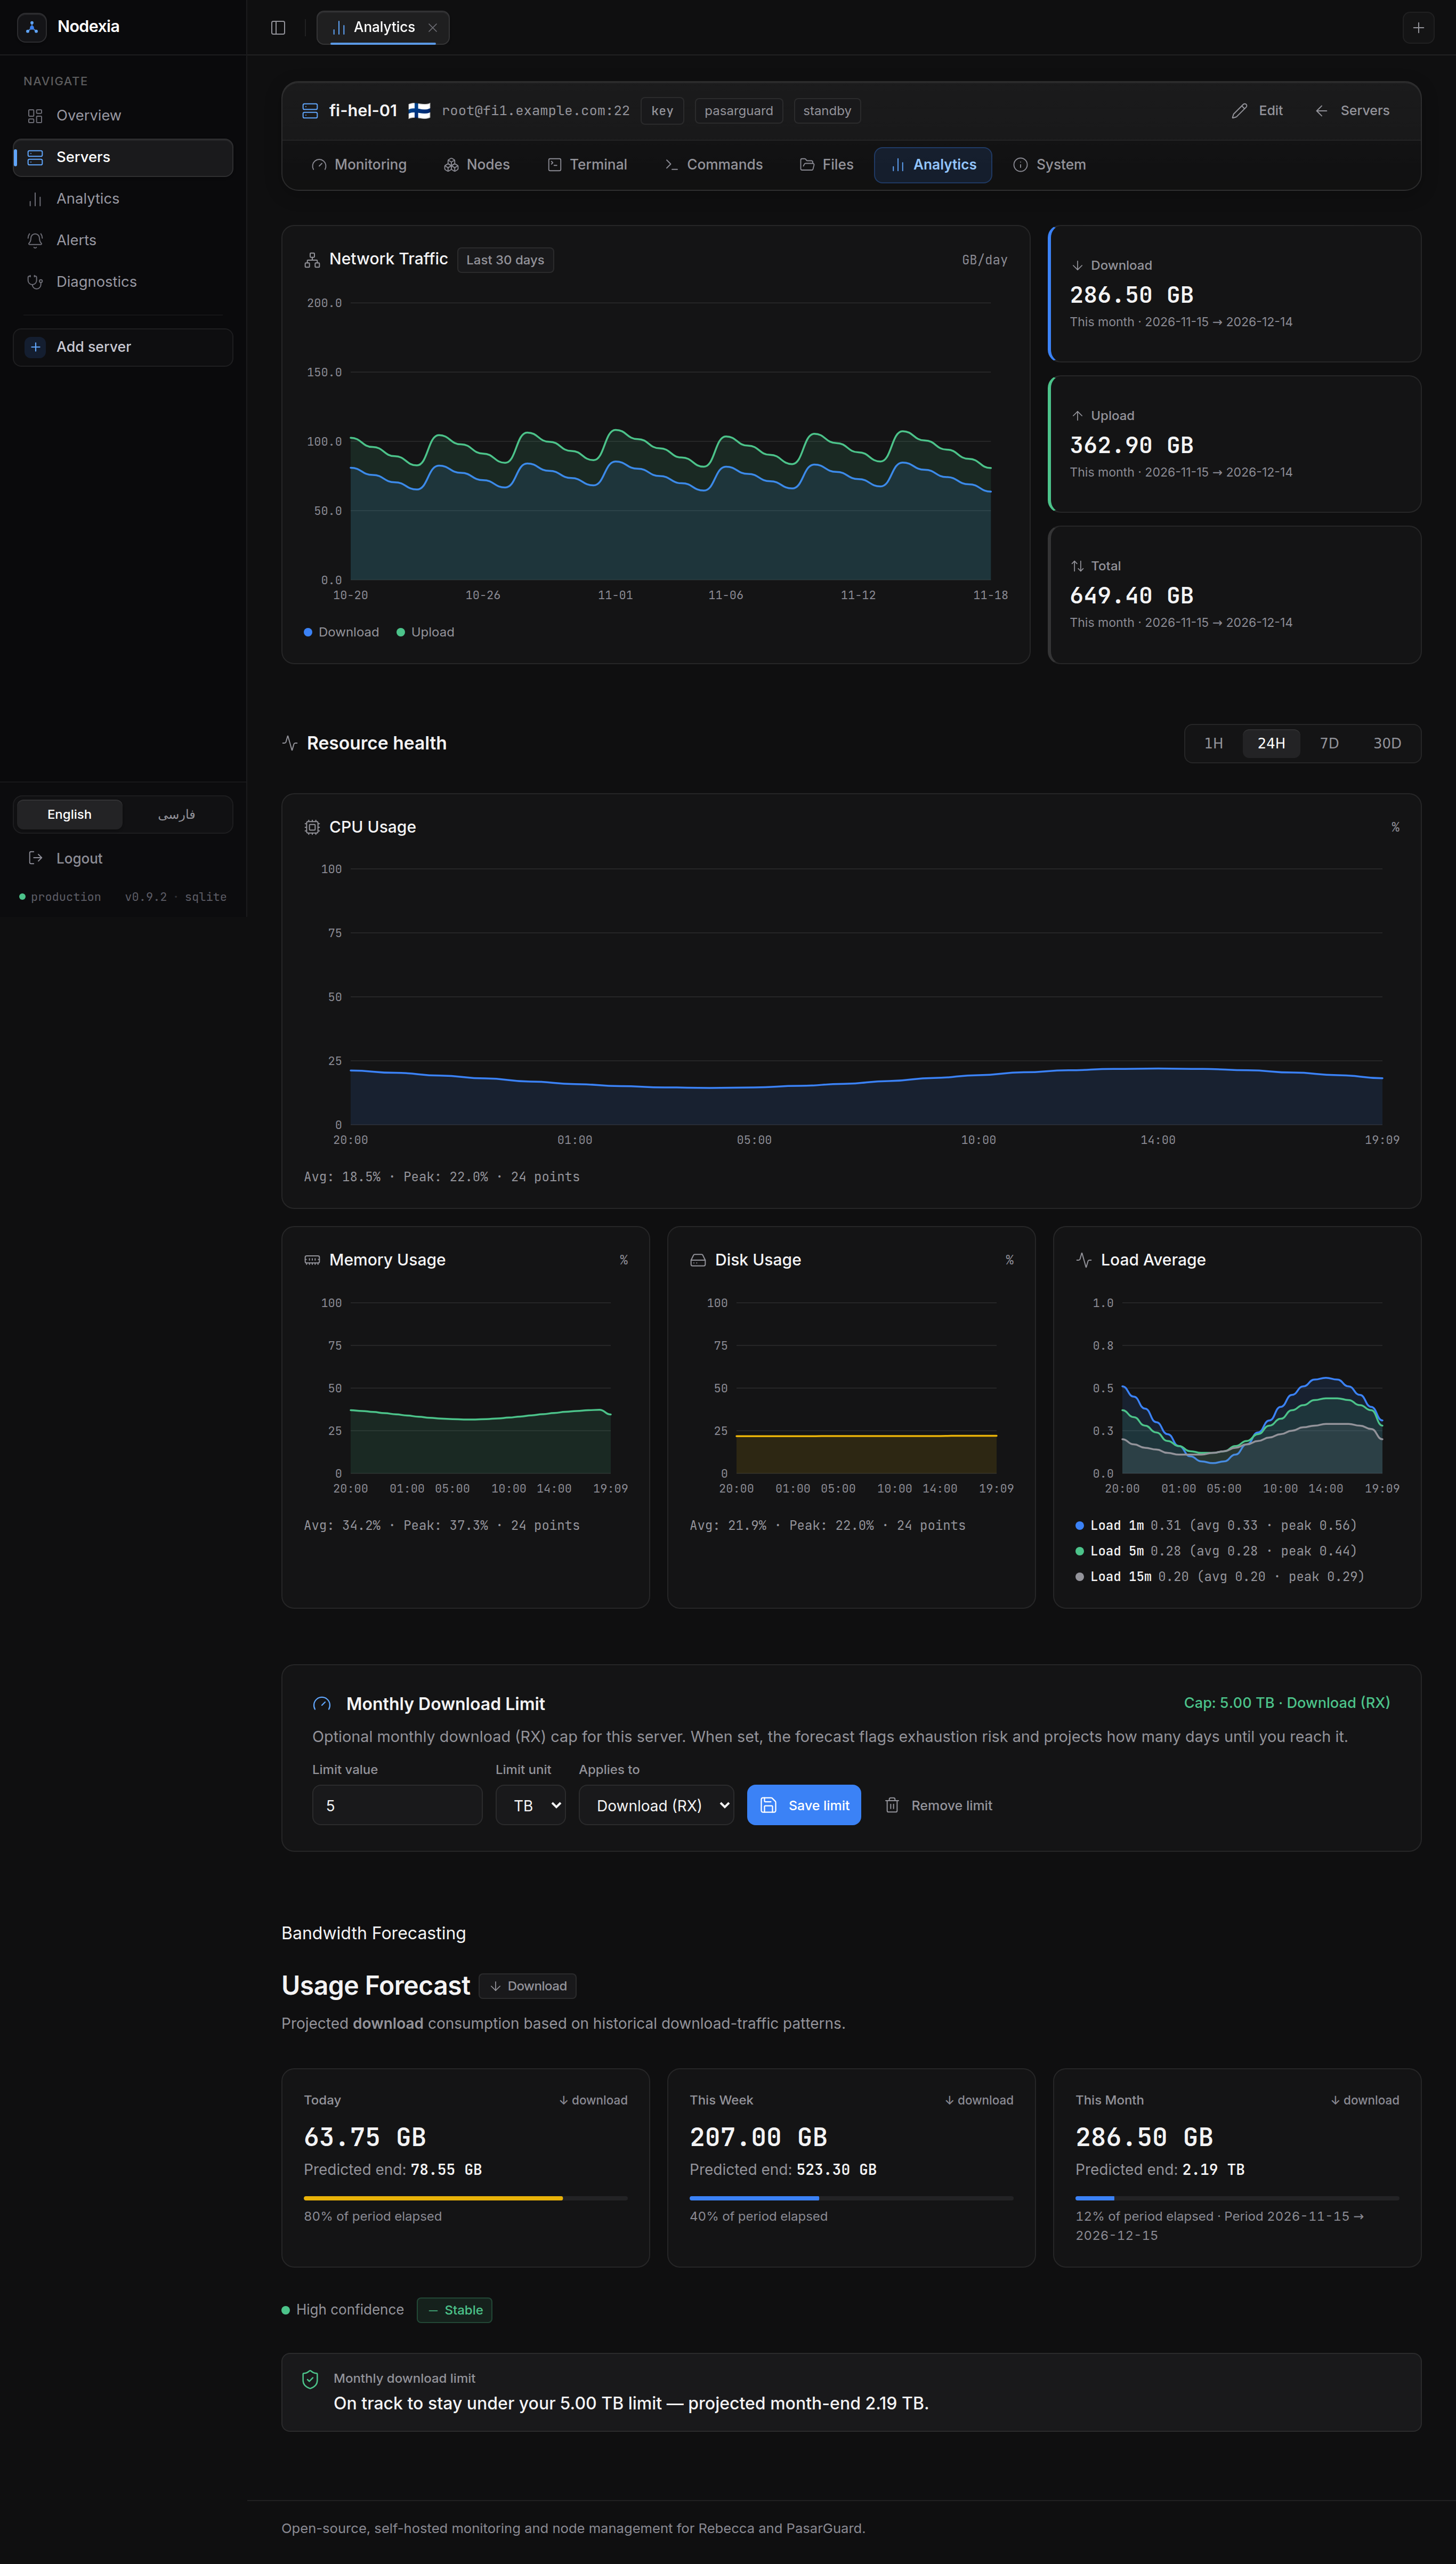 Nodexia
NAVIGATE
Overview
Servers
Analytics
Alerts
Diagnostics
Add server
English
فارسی
Logout
production
v0.9.2 · sqlite
Analytics
fi-hel-01
root@fi1.example.com:22
key
pasarguard
standby
Edit
Servers
Monitoring
Nodes
Terminal
Commands
Files
Analytics
System
Network Traffic
Last 30 days
GB/day
200.0
150.0
100.0
50.0
0.0
10-20
10-26
11-01
11-06
11-12
11-18
Download
Upload
Download
286.50 GB
This month · 2026-11-15 → 2026-12-14
Upload
362.90 GB
This month · 2026-11-15 → 2026-12-14
Total
649.40 GB
This month · 2026-11-15 → 2026-12-14
Resource health
1H
24H
7D
30D
CPU Usage
%
100
75
50
25
0
20:00
01:00
05:00
10:00
14:00
19:09
Avg: 18.5% · Peak: 22.0% · 24 points
Memory Usage
%
100
75
50
25
0
20:00
01:00
05:00
10:00
14:00
19:09
Avg: 34.2% · Peak: 37.3% · 24 points
Disk Usage
%
100
75
50
25
0
20:00
01:00
05:00
10:00
14:00
19:09
Avg: 21.9% · Peak: 22.0% · 24 points
Load Average
1.0
0.8
0.5
0.3
0.0
20:00
01:00
05:00
10:00
14:00
19:09
Load 1m 0.31 (avg 0.33 · peak 0.56)
Load 5m 0.28 (avg 0.28 · peak 0.44)
Load 15m 0.20 (avg 0.20 · peak 0.29)
Monthly Download Limit
Cap: 5.00 TB · Download (RX)
Optional monthly download (RX) cap for this server. When set, the forecast flags exhaustion risk and projects how many days until you reach it.
Limit value
Limit unit
Applies to
5
TB
Download (RX)
Save limit
Remove limit
Bandwidth Forecasting
Usage Forecast
Download
Projected download consumption based on historical download-traffic patterns.
Today
↓ download
63.75 GB
Predicted end: 78.55 GB
80% of period elapsed
This Week
↓ download
207.00 GB
Predicted end: 523.30 GB
40% of period elapsed
This Month
↓ download
286.50 GB
Predicted end: 2.19 TB
12% of period elapsed · Period 2026-11-15 →
2026-12-15
High confidence
Stable
Monthly download limit
On track to stay under your 5.00 TB limit — projected month-end 2.19 TB.
Open-source, self-hosted monitoring and node management for Rebecca and PasarGuard.